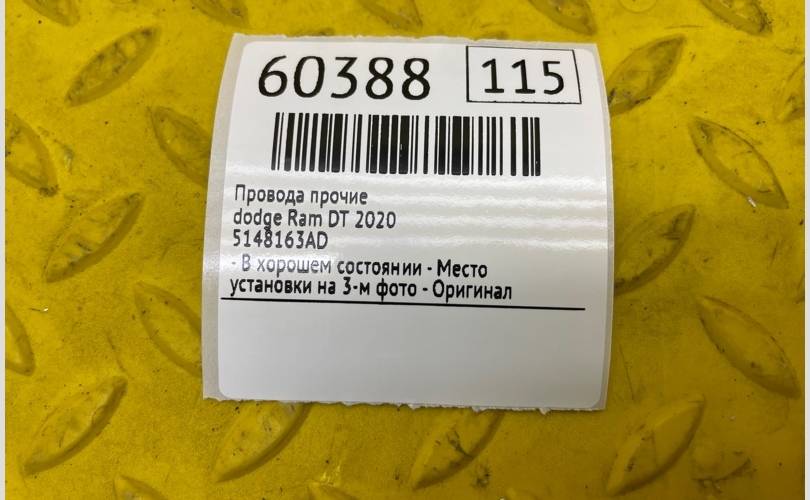 60388 115
Провода прочие
dodge Ram DT 2020
5148163AD
- В хорошем состоянии - Место
установки на 3-м фото - Оригинал